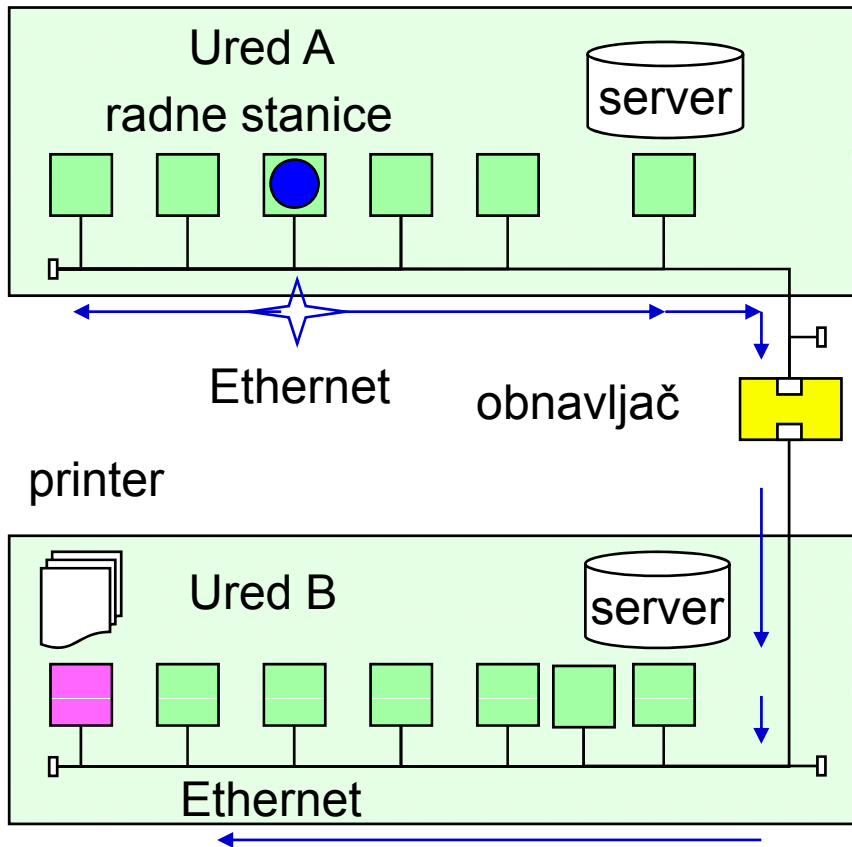 Ured A
server
radne stanice
Ethernet
obnavljač
printer
Ured B
server
Ethernet